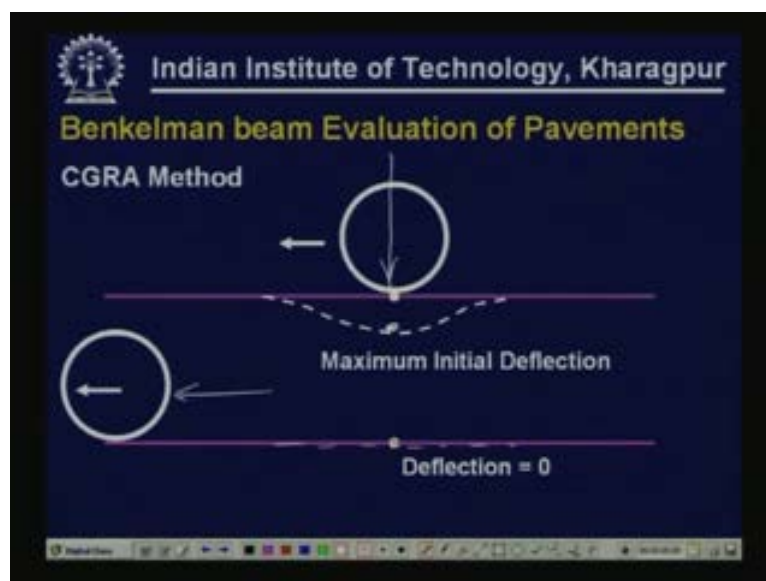 Indian Institute of Technology, Kharagpur
Benkelman beam Evaluation of Pavements
CGRA Method
Maximum Initial Deflection
Deflection = 0